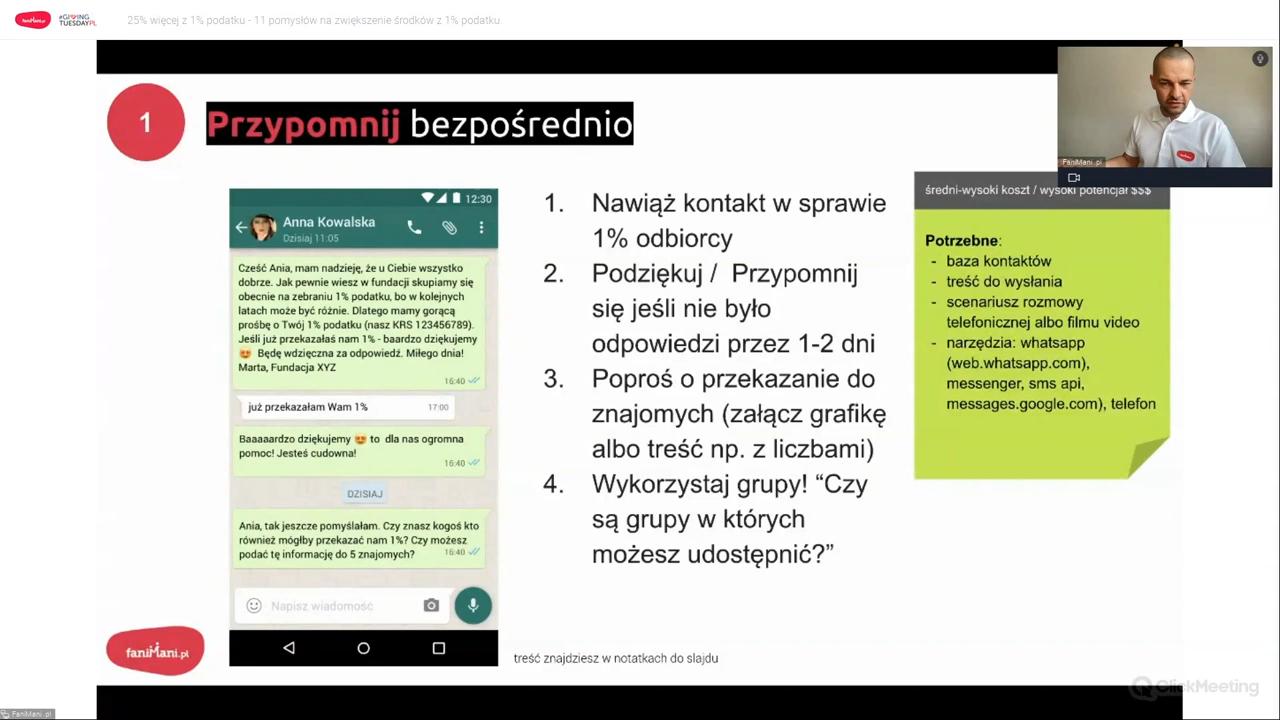 faniMani.pl
#GIVING
TUESDAYPL
25% więcej z 1% podatku - 11 pomysłów na zwiększenie środków z 1% podatku.
1
Przypomnij bezpośrednio
12:30
Anna Kowalska
Dzisiaj 11:05
Cześć Ania, mam nadzieję, że u Ciebie wszystko
dobrze. Jak pewnie wiesz w fundacji skupiamy się
obecnie na zebraniu 1% podatku, bo w kolejnych
latach może być różnie. Dlatego mamy gorącą
prośbę o Twój 1% podatku (nasz KRS 123456789).
Jeśli już przekazałaś nam 1% - baardzo dziękujemy
😍 Będę wdzięczna za odpowiedź. Miłego dnia!
Marta, Fundacja XYZ
16:40
już przekazałam Wam 1%
17:00
Baaaaardzo dziękujemy 😍 to dla nas ogromna
pomoc! Jesteś cudowna!
16:40
DZISIAJ
Ania, tak jeszcze pomyślałam. Czy znasz kogoś kto
również mógłby przekazać nam 1%? Czy możesz
podać tę informację do 5 znajomych?
16:40
Napisz wiadomość
1. Nawiąż kontakt w sprawie
1% odbiorcy
2. Podziękuj / Przypomnij
się jeśli nie było
odpowiedzi przez 1-2 dni
3. Poproś o przekazanie do
znajomych (załącz grafikę
albo treść np. z liczbami)
4. Wykorzystaj grupy! “Czy
są grupy w których
możesz udostępnić?”
treść znajdziesz w notatkach do slajdu
FaniMani .pl
średni-wysoki koszt / wysoki potencjał $$$
Potrzebne:
- baza kontaktów
- treść do wysłania
- scenariusz rozmowy
telefonicznej albo filmu video
- narzędzia: whatsapp
(web.whatsapp.com),
messenger, sms api,
messages.google.com), telefon
faniMani.pl
ClickMeeting
FaniMani .pl